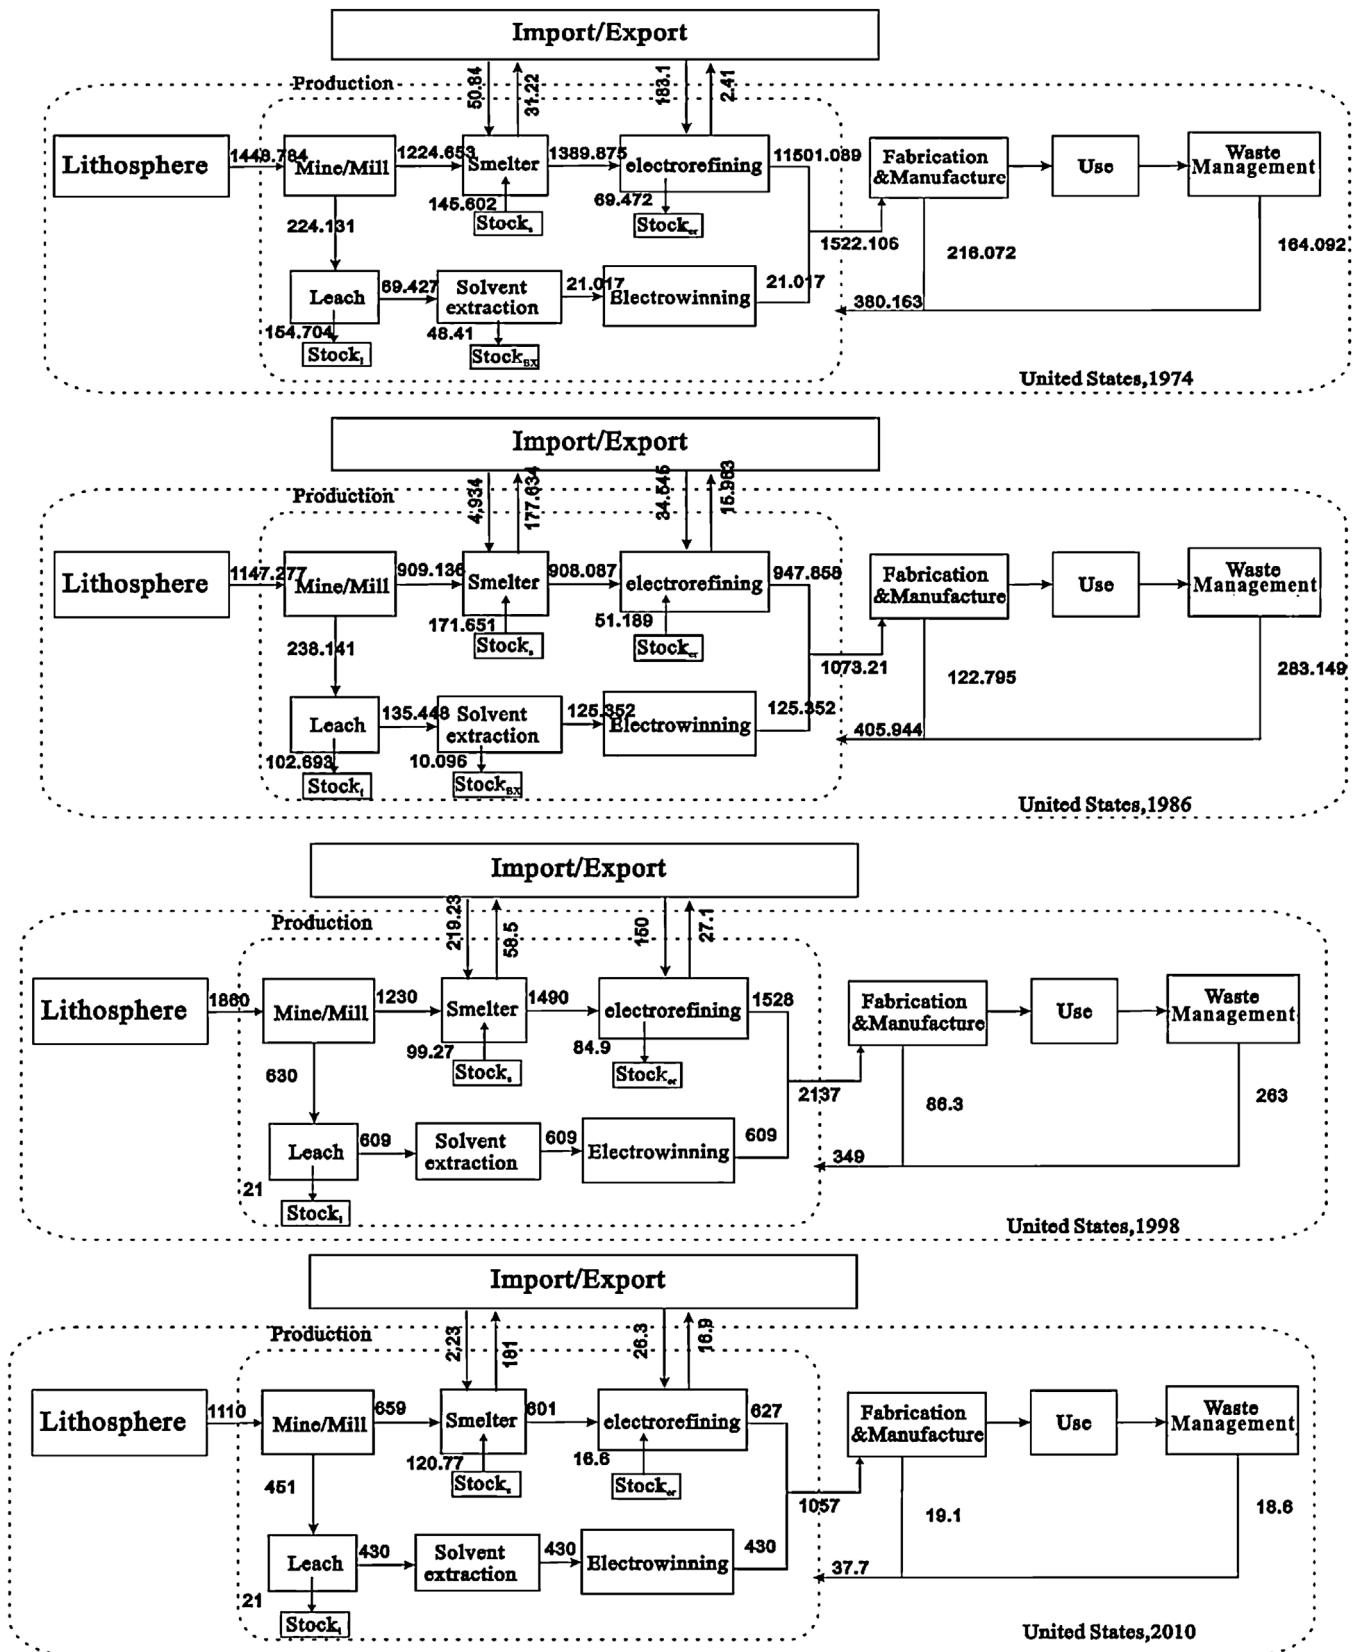 Import/Export
Production
50.84
31.22
183.1
2.41
Lithosphere
1448.784
Mine/Mill
1224.653
Smelter
1389.875
electrorefining
11501.089
Fabrication
&Manufacture
Use
Waste
Management
145.602
Stocks
69.472
Stocker
224.131
1522.106
216.072
164.092
Leach
69.427
Solvent
extraction
21.017
Electrowinning
21.017
380.163
154.704
Stockl
48.41
StockSX
United States,1974
Import/Export
Production
4,934
177.634
34.545
15.963
Lithosphere
1147.277
Mine/Mill
909.136
Smelter
908.087
electrorefining
947.858
Fabrication
&Manufacture
Use
Waste
Management
171.651
Stocks
51.189
Stocker
238.141
1073.21
122.795
283.149
Leach
135.448
Solvent
extraction
125.352
Electrowinning
125.352
405.944
102.693
Stockl
10.096
StockSX
United States,1986
Import/Export
Production
219.23
58.5
150
27.1
Lithosphere
1860
Mine/Mill
1230
Smelter
1490
electrorefining
1528
Fabrication
&Manufacture
Use
Waste
Management
99.27
Stocks
84.9
Stocker
630
2137
86.3
263
Leach
609
Solvent
extraction
609
Electrowinning
609
349
21
Stockl
United States,1998
Import/Export
Production
2,23
181
26.3
16.9
Lithosphere
1110
Mine/Mill
659
Smelter
601
electrorefining
627
Fabrication
&Manufacture
Use
Waste
Management
120.77
Stocks
16.6
Stocker
451
1057
19.1
18.6
Leach
430
Solvent
extraction
430
Electrowinning
430
37.7
21
Stockl
United States,2010